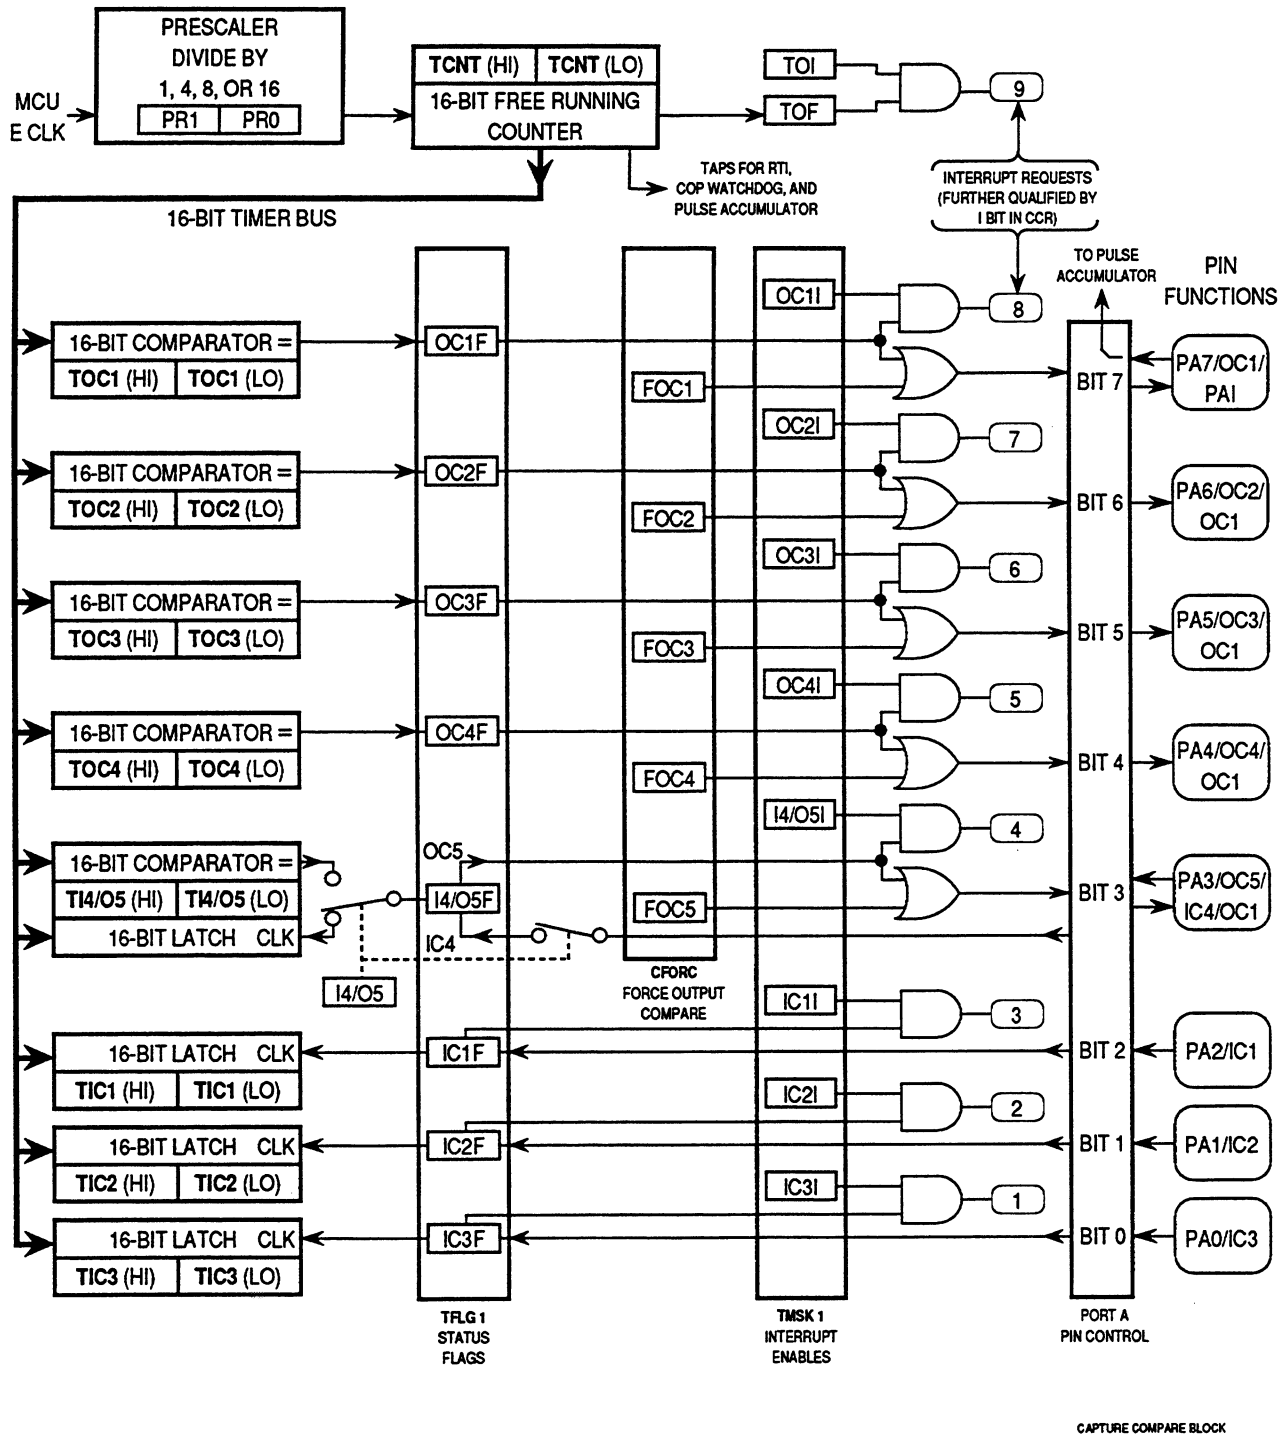 PRESCALER
DIVIDE BY
1, 4, 8, OR 16
PR1 PR0
MCU
E CLK
TCNT (HI) TCNT (LO)
16-BIT FREE RUNNING
COUNTER
TOI
TOF
9
TAPS FOR RTI,
COP WATCHDOG, AND
PULSE ACCUMULATOR
INTERRUPT REQUESTS
(FURTHER QUALIFIED BY
I BIT IN CCR)
16-BIT TIMER BUS
TO PULSE
ACCUMULATOR
PIN
FUNCTIONS
OC1I
8
16-BIT COMPARATOR =
TOC1 (HI) TOC1 (LO)
OC1F
FOC1
BIT 7
PA7/OC1/
PAI
OC2I
7
16-BIT COMPARATOR =
TOC2 (HI) TOC2 (LO)
OC2F
FOC2
BIT 6
PA6/OC2/
OC1
OC3I
6
16-BIT COMPARATOR =
TOC3 (HI) TOC3 (LO)
OC3F
FOC3
BIT 5
PA5/OC3/
OC1
OC4I
5
16-BIT COMPARATOR =
TOC4 (HI) TOC4 (LO)
OC4F
FOC4
BIT 4
PA4/OC4/
OC1
I4/O5I
4
16-BIT COMPARATOR =
TI4/O5 (HI) TI4/O5 (LO)
16-BIT LATCH CLK
OC5
I4/O5F
IC4
I4/O5
FOC5
BIT 3
PA3/OC5/
IC4/OC1
CFORC
FORCE OUTPUT
COMPARE
IC1I
3
16-BIT LATCH CLK
TIC1 (HI) TIC1 (LO)
IC1F
BIT 2
PA2/IC1
IC2I
2
16-BIT LATCH CLK
TIC2 (HI) TIC2 (LO)
IC2F
BIT 1
PA1/IC2
IC3I
1
16-BIT LATCH CLK
TIC3 (HI) TIC3 (LO)
IC3F
BIT 0
PA0/IC3
TFLG 1
STATUS
FLAGS
TMSK 1
INTERRUPT
ENABLES
PORT A
PIN CONTROL
CAPTURE COMPARE BLOCK